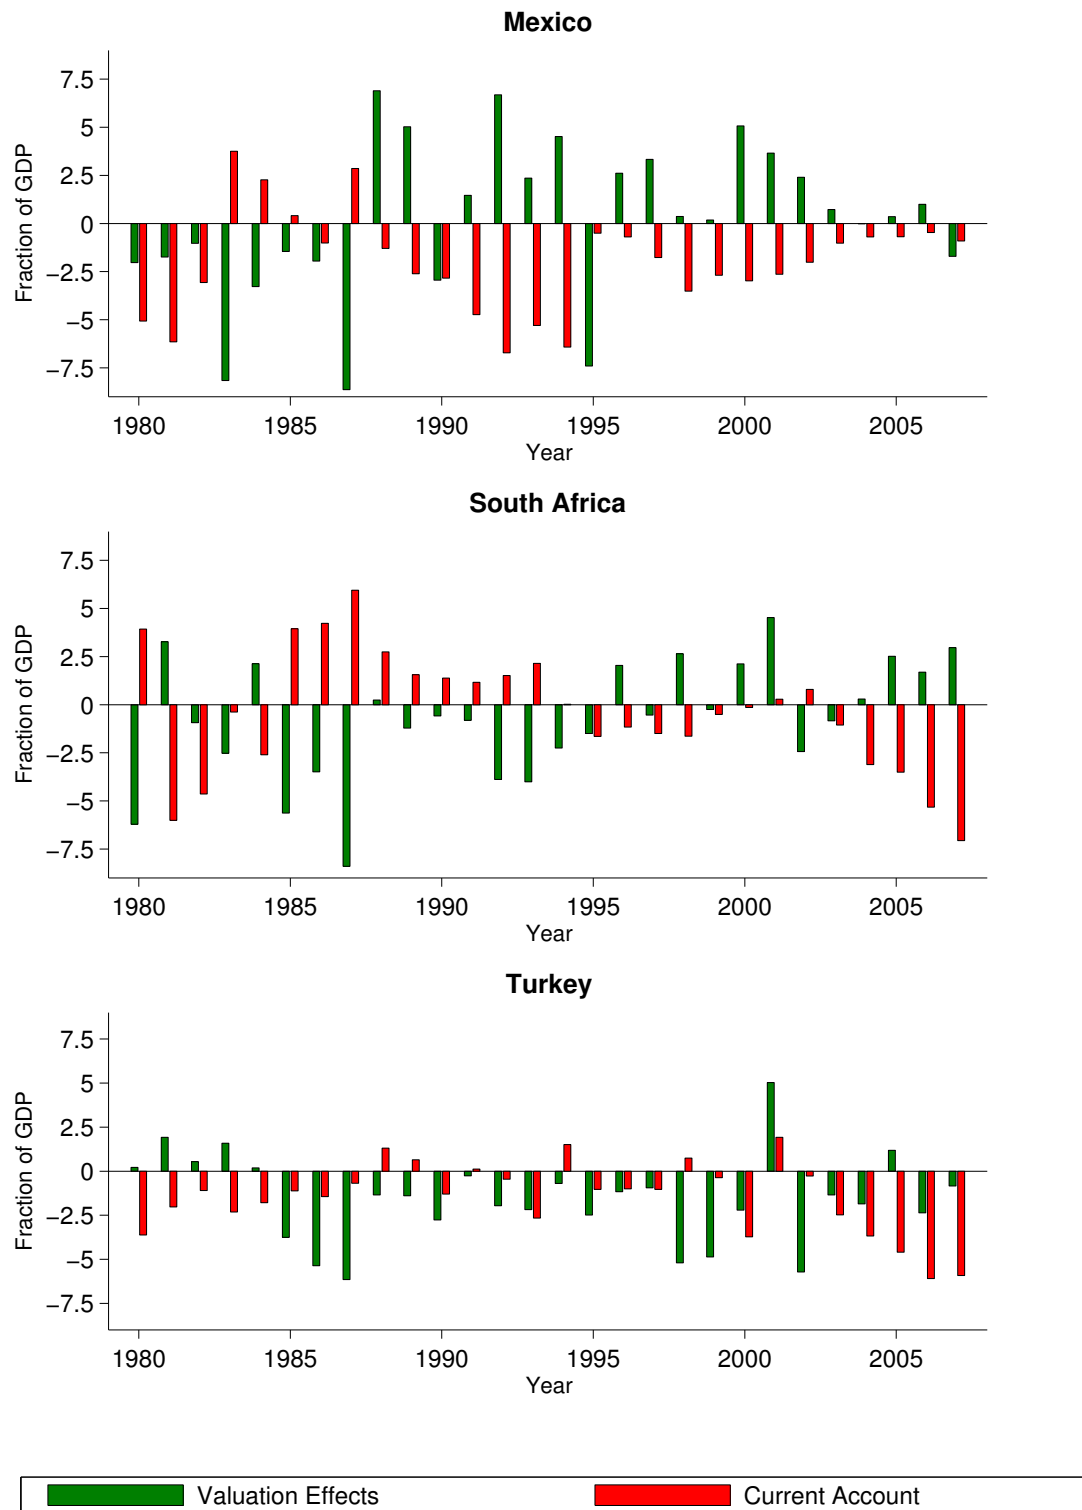 Mexico
Fraction of GDP
7.5
5
2.5
0
−2.5
−5
−7.5
1980 1985 1990 1995 2000 2005
Year
South Africa
Fraction of GDP
7.5
5
2.5
0
−2.5
−5
−7.5
1980 1985 1990 1995 2000 2005
Year
Turkey
Fraction of GDP
7.5
5
2.5
0
−2.5
−5
−7.5
1980 1985 1990 1995 2000 2005
Year
Valuation Effects Current Account